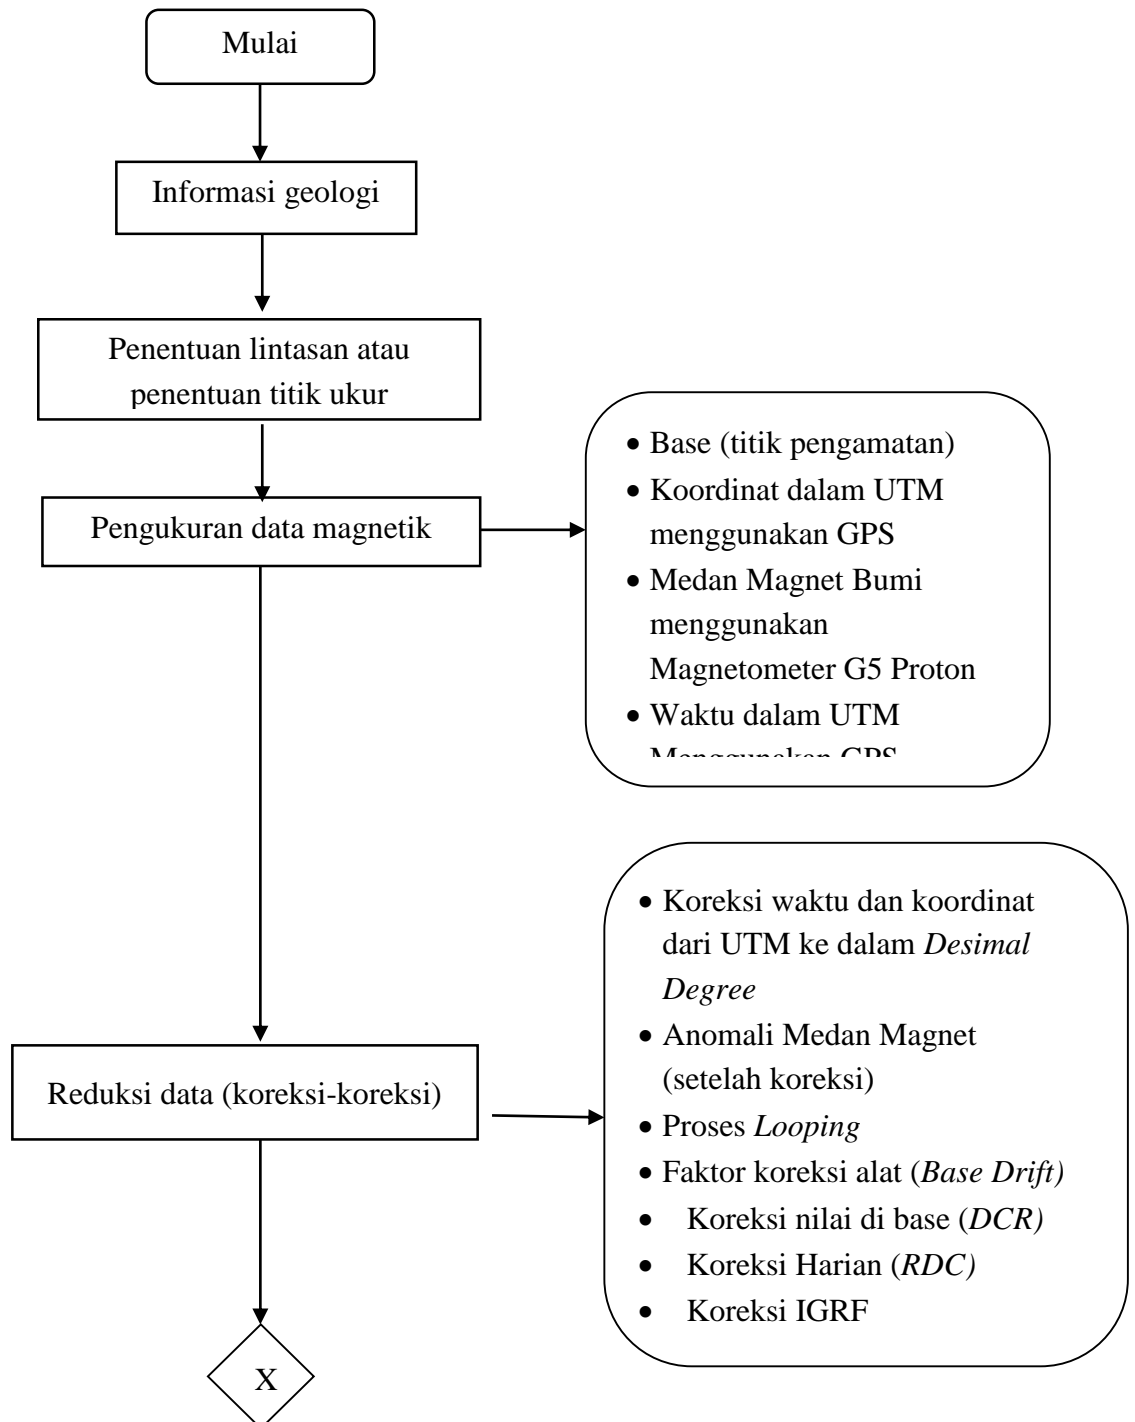 Mulai
Informasi geologi
Penentuan lintasan atau
penentuan titik ukur
Pengukuran data magnetik
• Base (titik pengamatan)
• Koordinat dalam UTM
menggunakan GPS
• Medan Magnet Bumi
menggunakan
Magnetometer G5 Proton
• Waktu dalam UTM
Menggunakan GPS
Reduksi data (koreksi-koreksi)
• Koreksi waktu dan koordinat
dari UTM ke dalam Desimal
Degree
• Anomali Medan Magnet
(setelah koreksi)
• Proses Looping
• Faktor koreksi alat (Base Drift)
• Koreksi nilai di base (DCR)
• Koreksi Harian (RDC)
• Koreksi IGRF
X